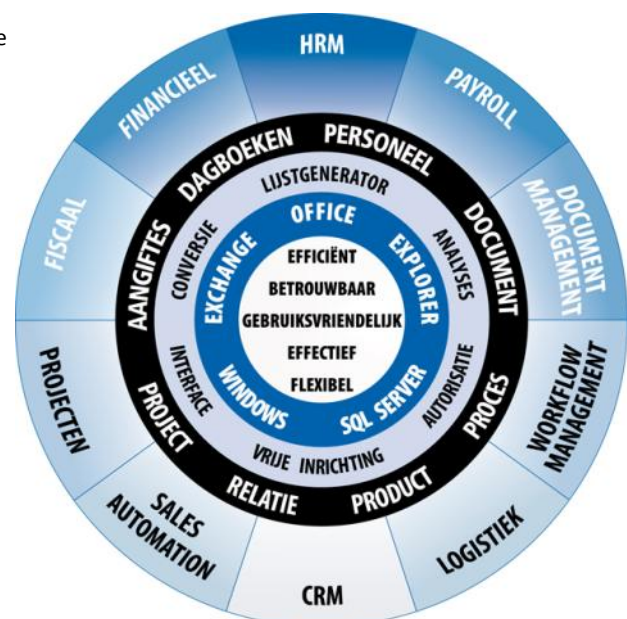 e
HRM
PAYROLL
DOCUMENT
MANAGEMENT
WORKFLOW
MANAGEMENT
LOGISTIEK
CRM
SALES
AUTOMATION
PROJECTEN
FISCAAL
FINANCIEEL
PERSONEEL
DOCUMENT
PROCES
PRODUCT
RELATIE
PROJECT
AANGIFTES
DAGBOEKEN
LIJSTGENERATOR
ANALYSES
AUTORISATIE
VRIJE INRICHTING
INTERFACE
CONVERSIE
OFFICE
EXPLORER
SQL SERVER
WINDOWS
EXCHANGE
EFFICIËNT
BETROUWBAAR
GEBRUIKSVRIENDELIJK
EFFECTIEF
FLEXIBEL